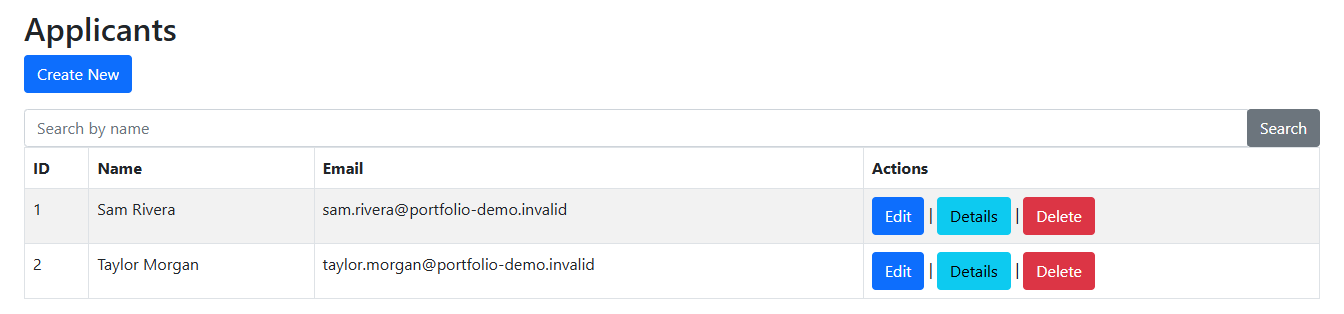 Applicants
Create New
Search by name Search
ID Name Email Actions
1 Sam Rivera sam.rivera@portfolio-demo.invalid Edit | Details | Delete
2 Taylor Morgan taylor.morgan@portfolio-demo.invalid Edit | Details | Delete